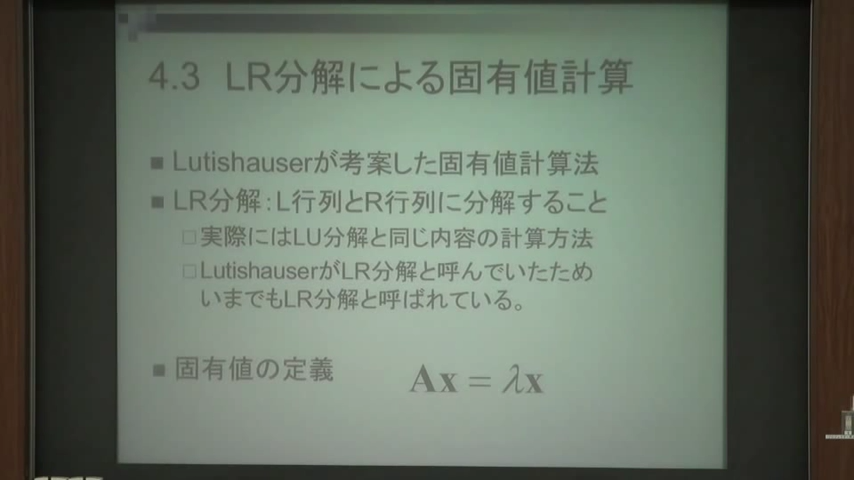 4.3 LR分解による固有値計算
■ Lutishauserが考案した固有値計算法
■ LR分解：L行列とR行列に分解すること
□実際にはLU分解と同じ内容の計算方法
□LutishauserがLR分解と呼んでいたため
いまでもLR分解と呼ばれている。
■ 固有値の定義 Ax = λx